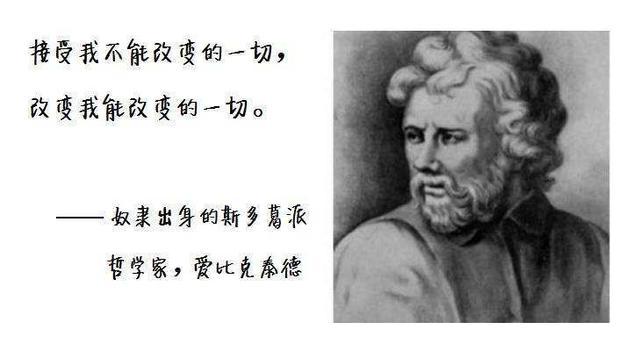 接受我不能改变的一切，
改变我能改变的一切。
—— 奴隶出身的斯多葛派
哲学家，爱比克泰德